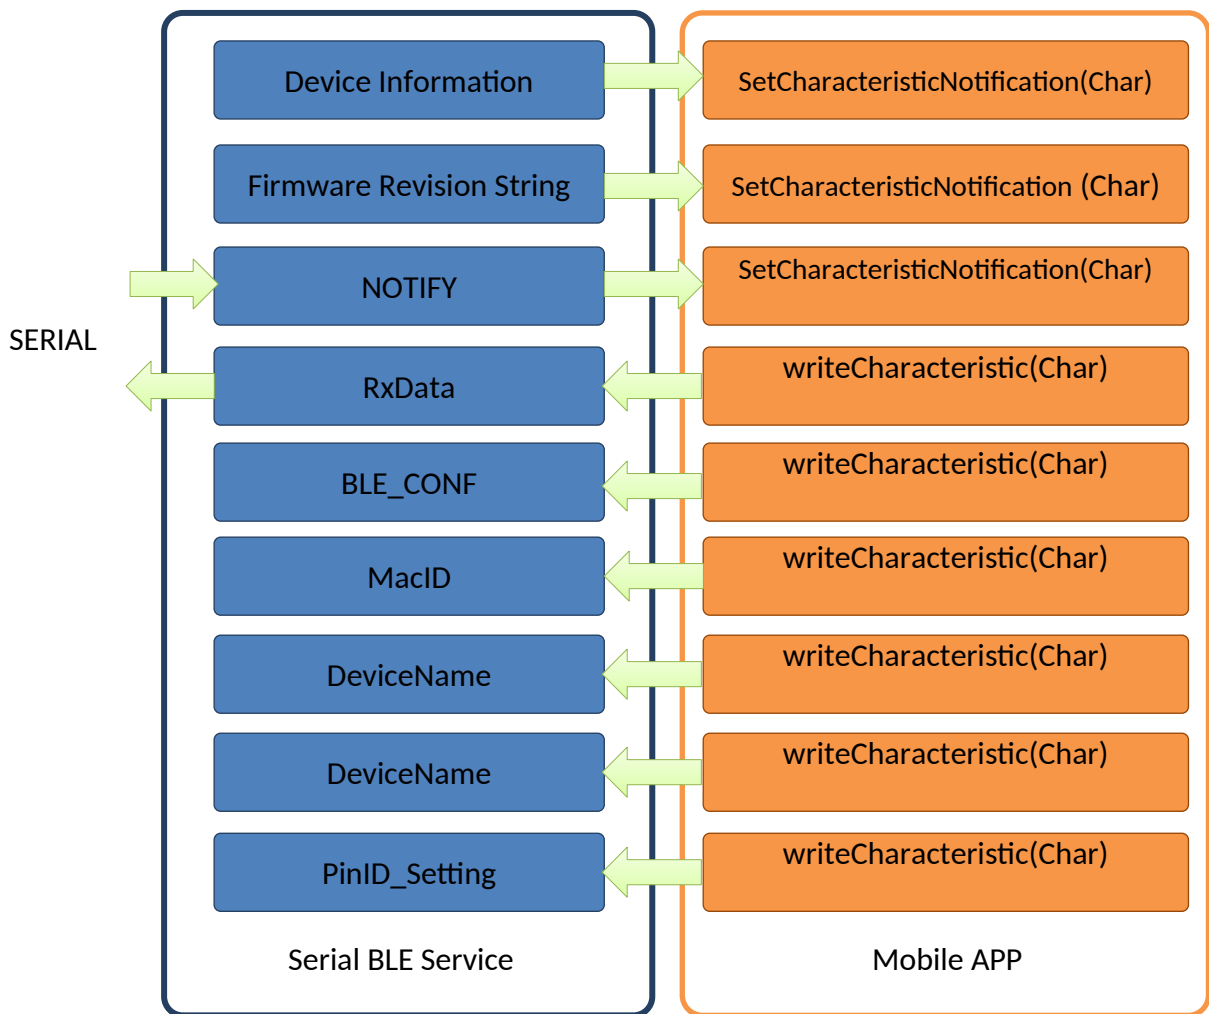 Device Information
SetCharacteristicNotification(Char)
Firmware Revision String
SetCharacteristicNotification (Char)
NOTIFY
SetCharacteristicNotification(Char)
SERIAL
RxData
writeCharacteristic(Char)
BLE_CONF
writeCharacteristic(Char)
MacID
writeCharacteristic(Char)
DeviceName
writeCharacteristic(Char)
DeviceName
writeCharacteristic(Char)
PinID_Setting
writeCharacteristic(Char)
Serial BLE Service
Mobile APP